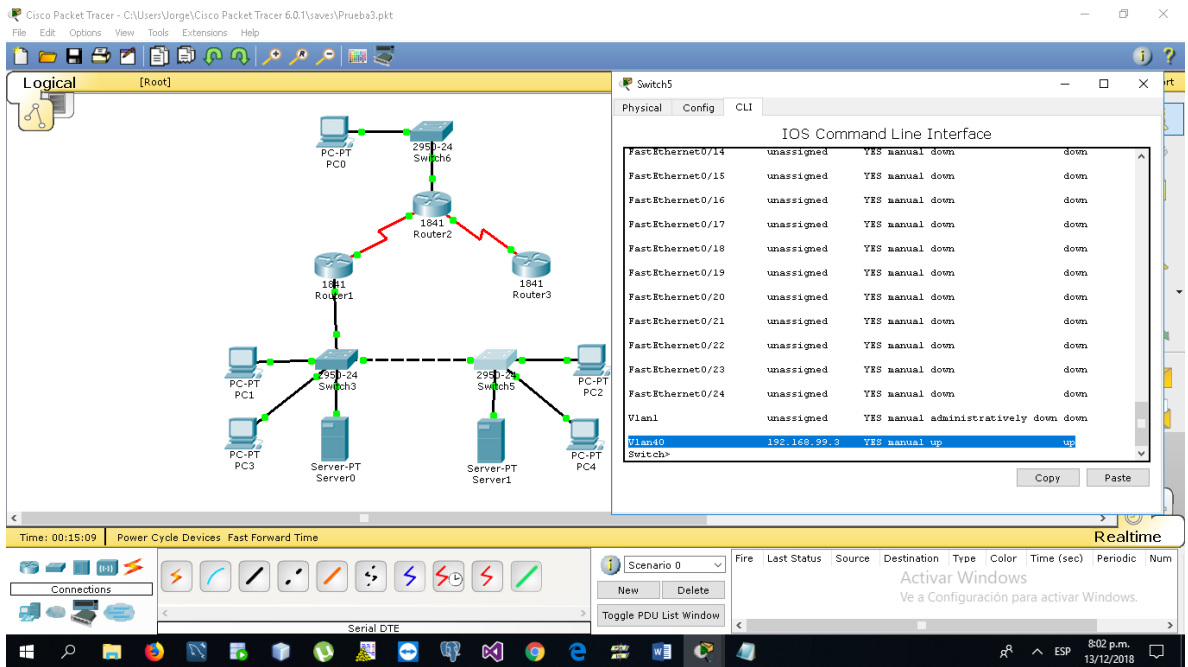 Cisco Packet Tracer - C:\Users\Jorge\Cisco Packet Tracer 6.0.1\saves\Prueba3.pkt
File Edit Options View Tools Extensions Help
Logical [Root]
PC-PT
PC0
2950-24
Switch6
1841
Router2
1841
Router1
1841
Router3
PC-PT
PC1
2950-24
Switch3
2950-24
Switch5
PC-PT
PC2
PC-PT
PC3
Server-PT
Server0
Server-PT
Server1
PC-PT
PC4
Switch5
Physical Config CLI
IOS Command Line Interface
FastEthernet0/14 unassigned YES manual down down
FastEthernet0/15 unassigned YES manual down down
FastEthernet0/16 unassigned YES manual down down
FastEthernet0/17 unassigned YES manual down down
FastEthernet0/18 unassigned YES manual down down
FastEthernet0/19 unassigned YES manual down down
FastEthernet0/20 unassigned YES manual down down
FastEthernet0/21 unassigned YES manual down down
FastEthernet0/22 unassigned YES manual down down
FastEthernet0/23 unassigned YES manual down down
FastEthernet0/24 unassigned YES manual down down
Vlan1 unassigned YES manual administratively down down
Vlan40 192.168.99.3 YES manual up up
Switch>
Copy Paste
rt
Time: 00:15:09 Power Cycle Devices Fast Forward Time
Realtime
Connections
Serial DTE
Scenario 0
New Delete
Toggle PDU List Window
Fire Last Status Source Destination Type Color Time (sec) Periodic Num
Activar Windows
Ve a Configuración para activar Windows.
ESP
8:02 p.m.
13/12/2018